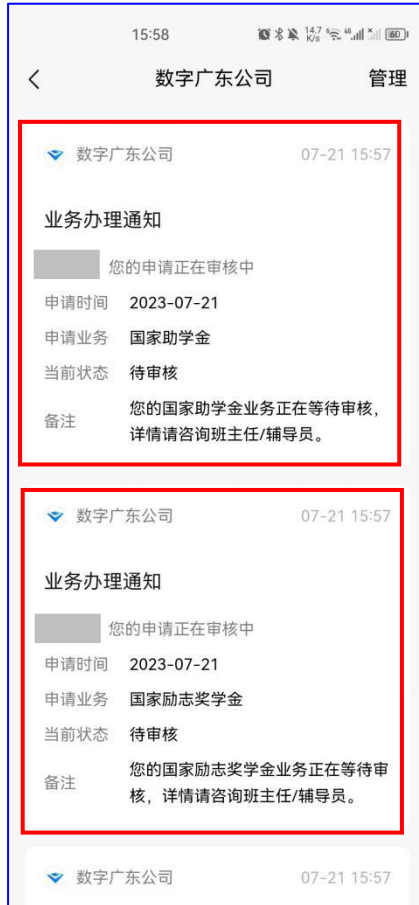 15:58
14.7 K/s 60
数字广东公司 管理
数字广东公司 07-21 15:57
业务办理通知
您的申请正在审核中
申请时间 2023-07-21
申请业务 国家助学金
当前状态 待审核
备注 您的国家助学金业务正在等待审核，
详情请咨询班主任/辅导员。
数字广东公司 07-21 15:57
业务办理通知
您的申请正在审核中
申请时间 2023-07-21
申请业务 国家励志奖学金
当前状态 待审核
备注 您的国家励志奖学金业务正在等待审
核，详情请咨询班主任/辅导员。
数字广东公司 07-21 15:57